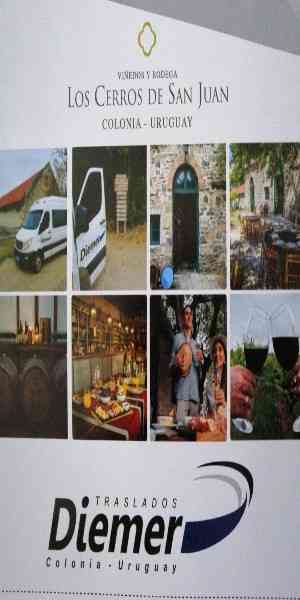 VIÑEDOS Y BODEGA
LOS CERROS DE SAN JUAN
COLONIA - URUGUAY
Diemer
TRASLADOS
Diemer
Colonia - Uruguay